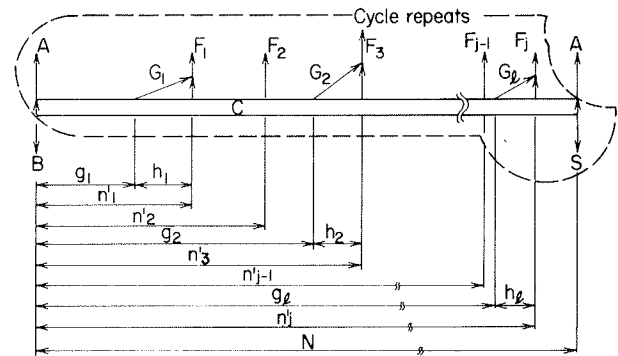 Cycle repeats
A F₁ F₂ F₃ Fj-1 Fj A
G₁ G₂ Gℓ
C
B S
g₁ h₁
n'₁
n'₂
g₂ h₂
n'₃
n'j-1
gℓ hℓ
n'j
N